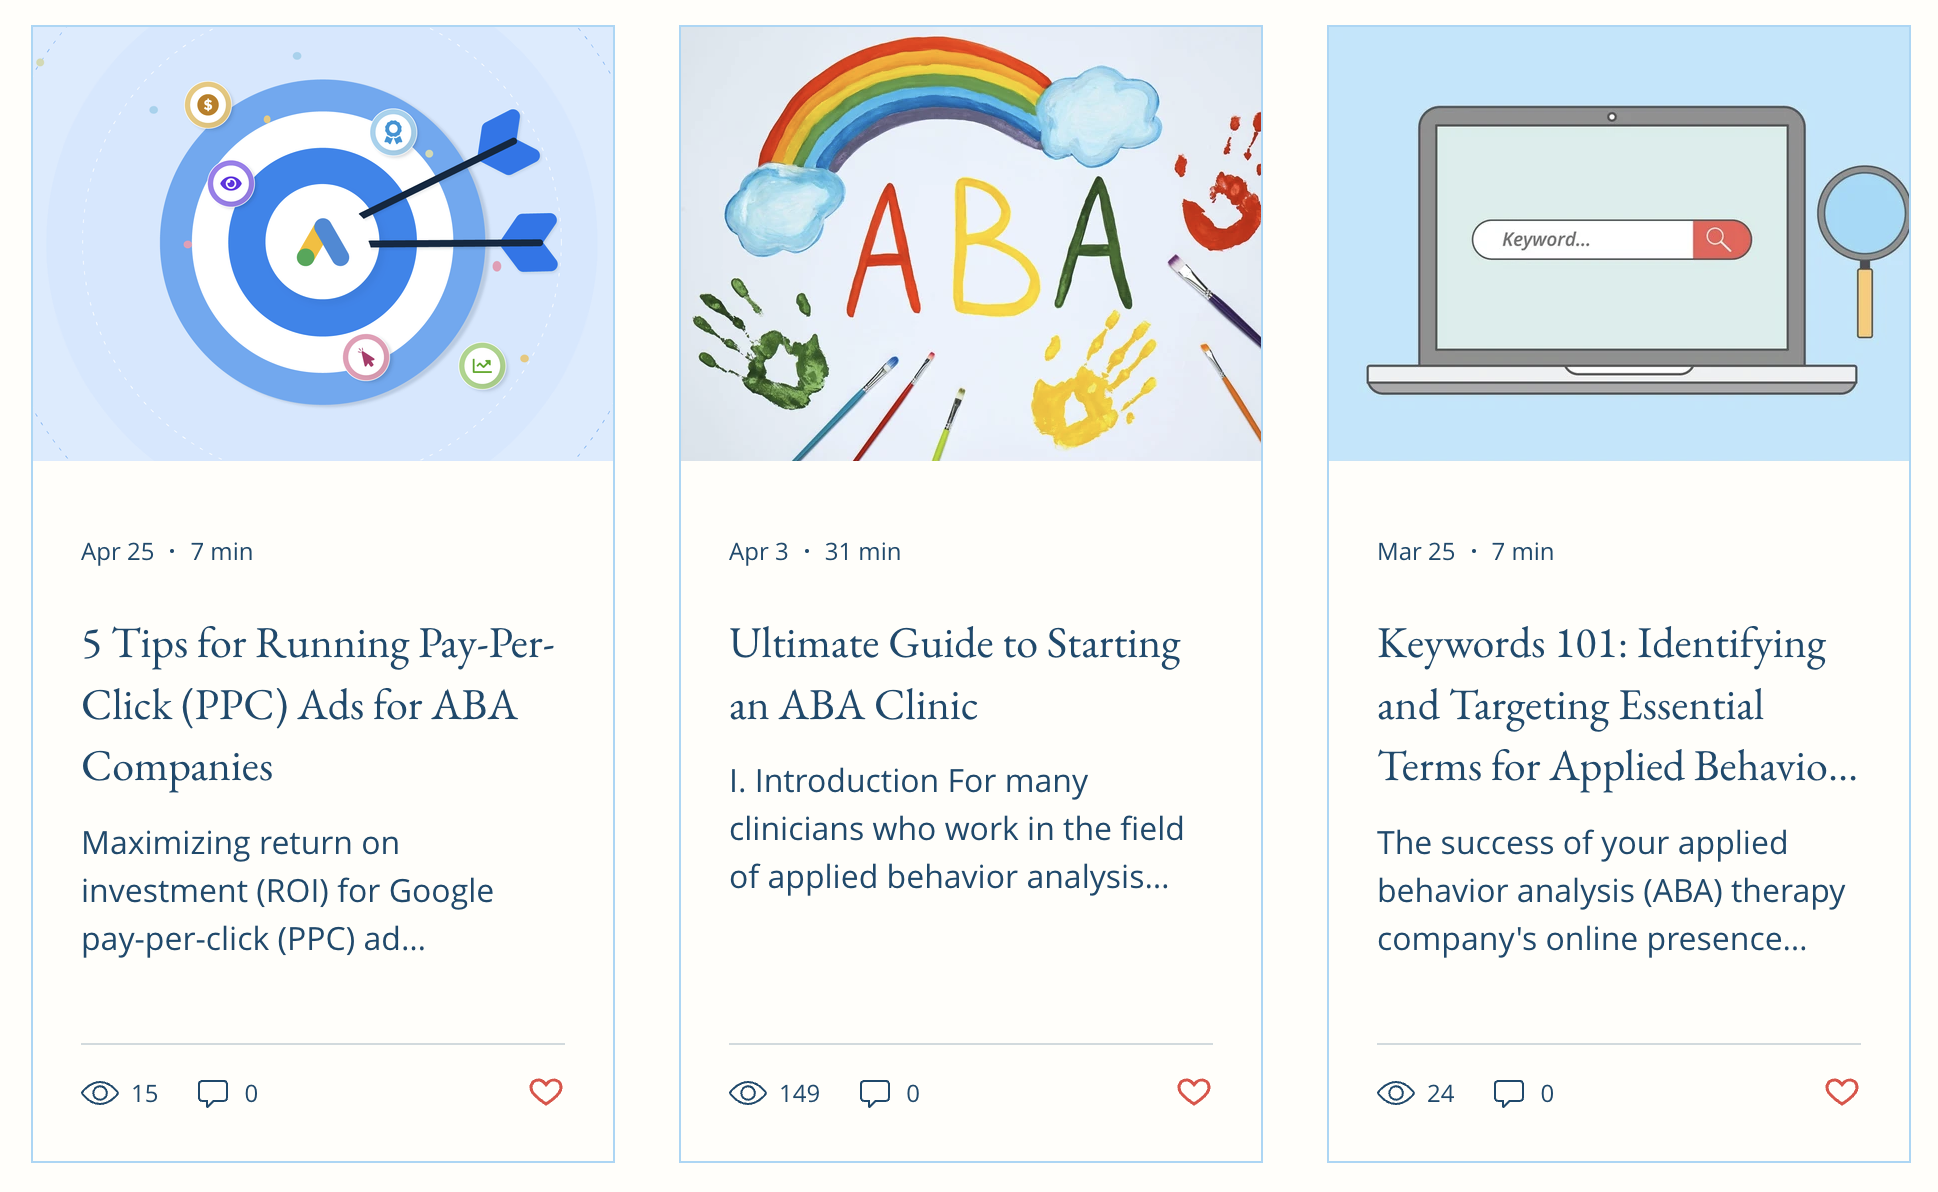 ABA
Keyword...
Apr 25 · 7 min
5 Tips for Running Pay-Per-
Click (PPC) Ads for ABA
Companies
Maximizing return on
investment (ROI) for Google
pay-per-click (PPC) ad...
15 0
Apr 3 · 31 min
Ultimate Guide to Starting
an ABA Clinic
I. Introduction For many
clinicians who work in the field
of applied behavior analysis...
149 0
Mar 25 · 7 min
Keywords 101: Identifying
and Targeting Essential
Terms for Applied Behavio...
The success of your applied
behavior analysis (ABA) therapy
company's online presence...
24 0